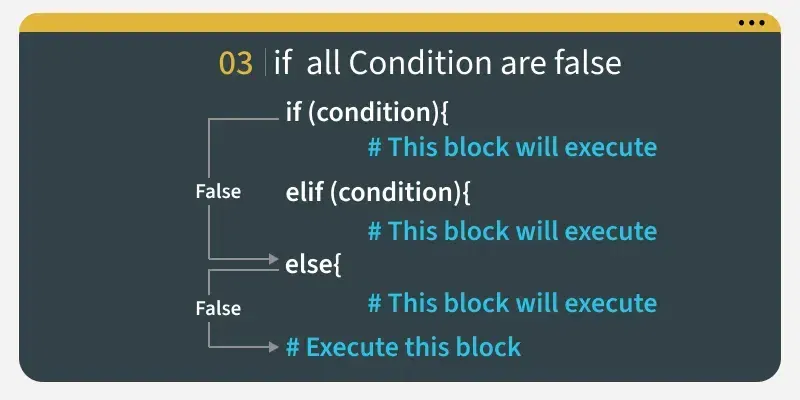 03 if all Condition are false
if (condition){
# This block will execute
False
elif (condition){
# This block will execute
else{
False
# This block will execute
# Execute this block